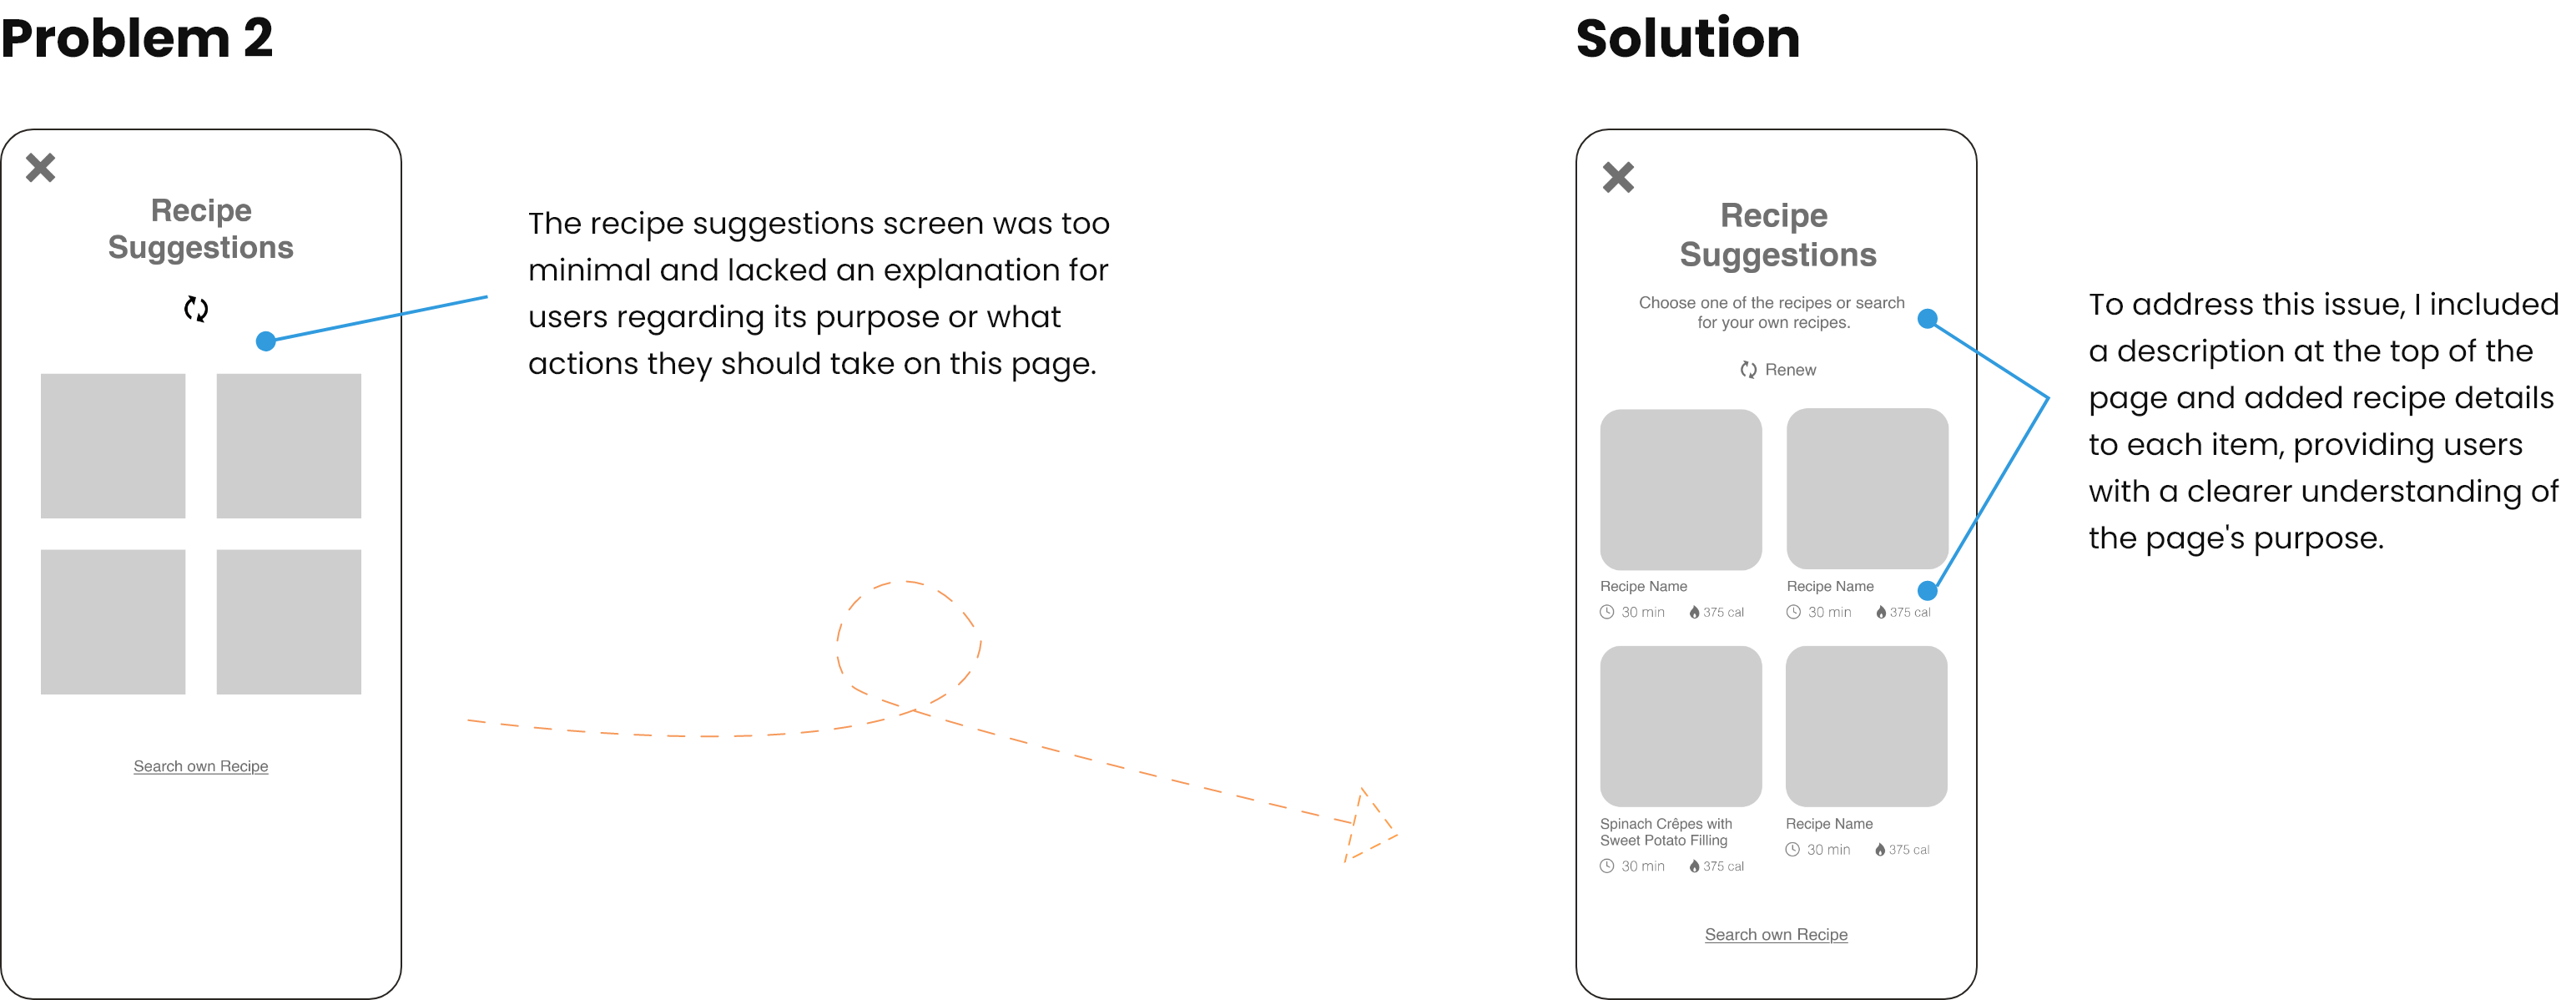 Problem 2
Recipe
Suggestions
Search own Recipe
The recipe suggestions screen was too
minimal and lacked an explanation for
users regarding its purpose or what
actions they should take on this page.
Solution
Recipe
Suggestions
Choose one of the recipes or search
for your own recipes.
Renew
Recipe Name
30 min 375 cal
Recipe Name
30 min 375 cal
Spinach Crêpes with
Sweet Potato Filling
30 min 375 cal
Recipe Name
30 min 375 cal
Search own Recipe
To address this issue, I included
a description at the top of the
page and added recipe details
to each item, providing users
with a clearer understanding of
the page's purpose.